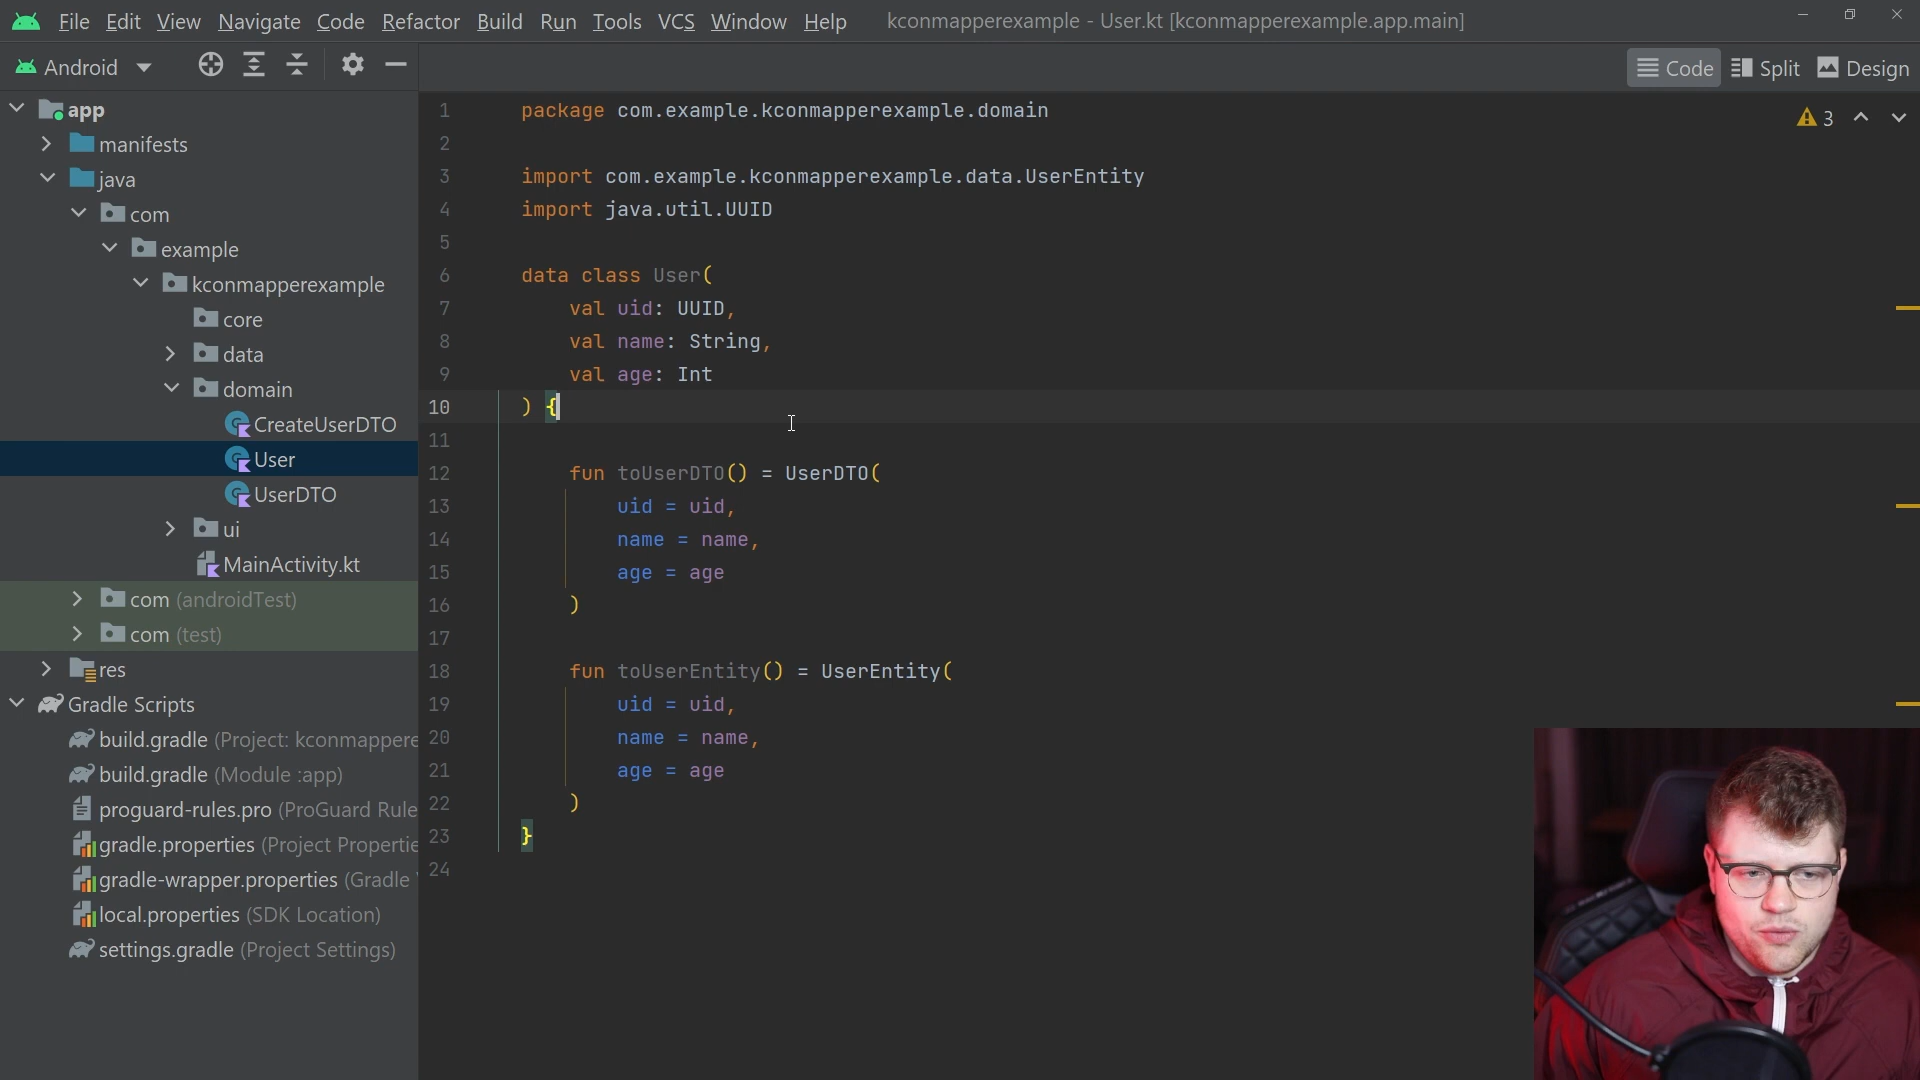 File Edit View Navigate Code Refactor Build Run Tools VCS Window Help kconmapperexample - User.kt [kconmapperexample.app.main]
Android
Code Split Design
app
manifests
java
com
example
kconmapperexample
core
data
domain
CreateUserDTO
User
UserDTO
ui
MainActivity.kt
com (androidTest)
com (test)
res
Gradle Scripts
build.gradle (Project: kconmappere
build.gradle (Module :app)
proguard-rules.pro (ProGuard Rule
gradle.properties (Project Propertie
gradle-wrapper.properties (Gradle
local.properties (SDK Location)
settings.gradle (Project Settings)
3
1 package com.example.kconmapperexample.domain
2
3 import com.example.kconmapperexample.data.UserEntity
4 import java.util.UUID
5
6 data class User(
7 val uid: UUID,
8 val name: String,
9 val age: Int
10 ) {
11
12 fun toUserDTO() = UserDTO(
13 uid = uid,
14 name = name,
15 age = age
16 )
17
18 fun toUserEntity() = UserEntity(
19 uid = uid,
20 name = name,
21 age = age
22 )
23 }
24